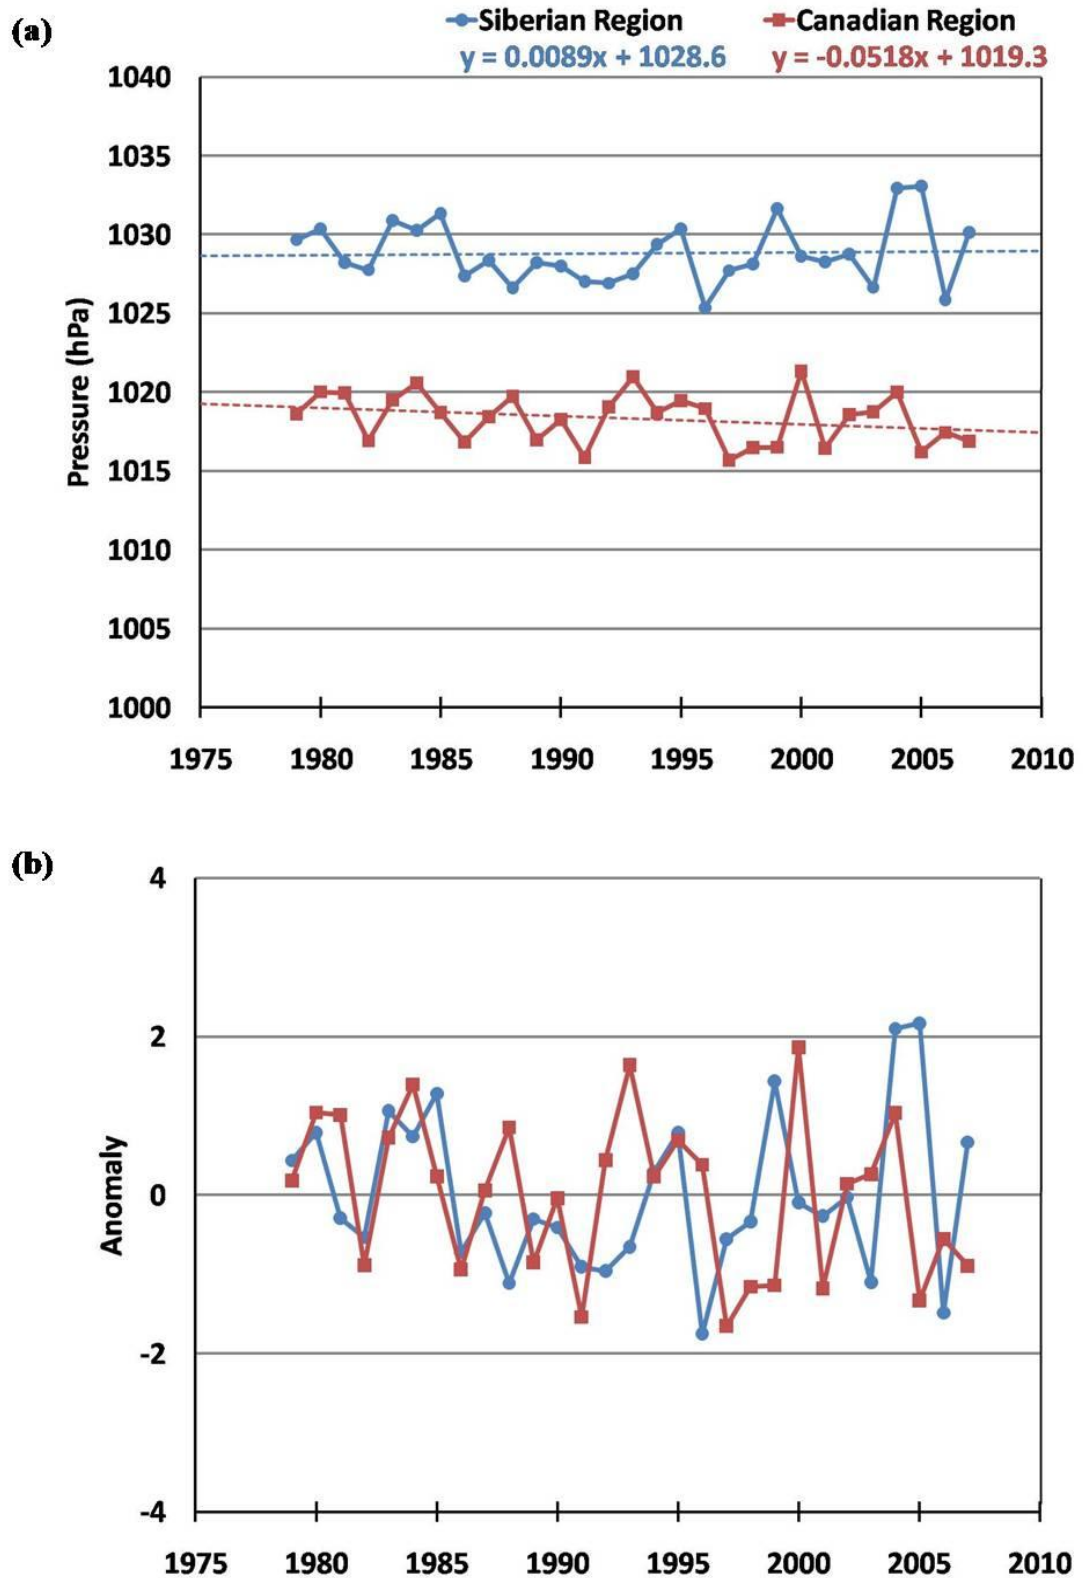 (a)
Siberian Region Canadian Region
y = 0.0089x + 1028.6 y = -0.0518x + 1019.3
1040
1035
1030
1025
1020
1015
1010
1005
1000
Pressure (hPa)
1975 1980 1985 1990 1995 2000 2005 2010
(b)
4
2
0
-2
-4
Anomaly
1975 1980 1985 1990 1995 2000 2005 2010